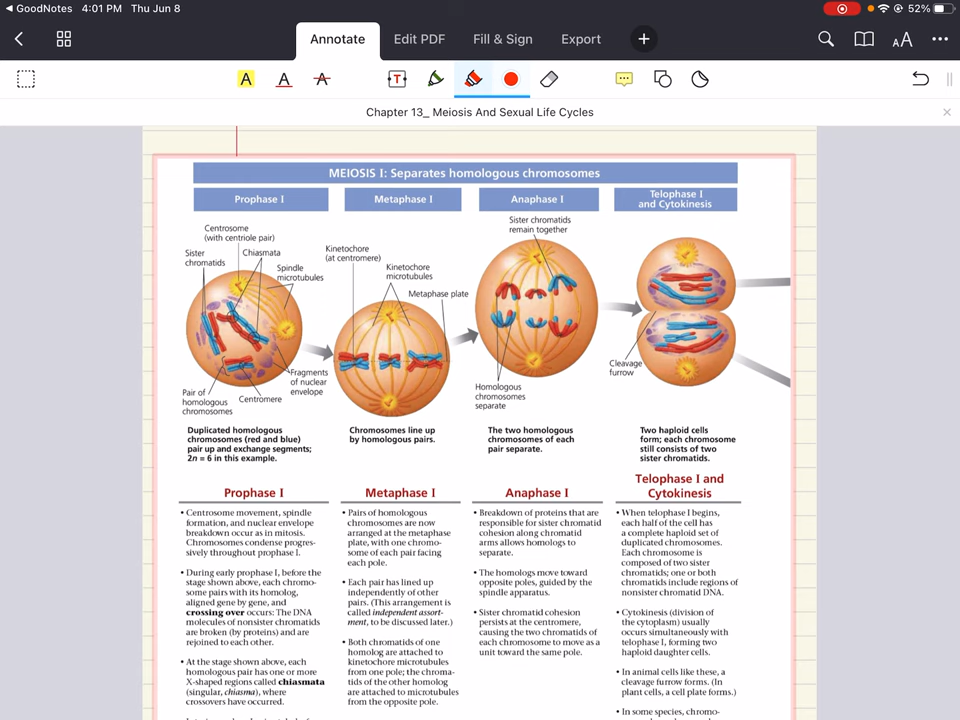 GoodNotes 4:01 PM Thu Jun 8 52%
Annotate Edit PDF Fill & Sign Export +
AA
A A A T
Chapter 13_ Meiosis And Sexual Life Cycles
MEIOSIS I: Separates homologous chromosomes
Prophase I
Centrosome
(with centriole pair)
Sister
chromatids
Chiasmata
Spindle
microtubules
Fragments
of nuclear
envelope
Pair of
homologous
chromosomes
Centromere
Duplicated homologous
chromosomes (red and blue)
pair up and exchange segments;
2n = 6 in this example.
Metaphase I
Kinetochore
(at centromere)
Kinetochore
microtubules
Metaphase plate
Chromosomes line up
by homologous pairs.
Anaphase I
Sister chromatids
remain together
Homologous
chromosomes
separate
The two homologous
chromosomes of each
pair separate.
Telophase I
and Cytokinesis
Cleavage
furrow
Two haploid cells
form; each chromosome
still consists of two
sister chromatids.
Prophase I
• Centrosome movement, spindle
formation, and nuclear envelope
breakdown occur as in mitosis.
Chromosomes condense progres-
sively throughout prophase I.
• During early prophase I, before the
stage shown above, each chromo-
some pairs with its homolog,
aligned gene by gene, and
crossing over occurs: The DNA
molecules of nonsister chromatids
are broken (by proteins) and are
rejoined to each other.
• At the stage shown above, each
homologous pair has one or more
X-shaped regions called chiasmata
(singular, chiasma), where
crossovers have occurred.
Metaphase I
• Pairs of homologous
chromosomes are now
arranged at the metaphase
plate, with one chromo-
some of each pair facing
each pole.
• Each pair has lined up
independently of other
pairs. (This arrangement is
called independent assort-
ment, to be discussed later.)
• Both chromatids of one
homolog are attached to
kinetochore microtubules
from one pole; the chroma-
tids of the other homolog
are attached to microtubules
from the opposite pole.
Anaphase I
• Breakdown of proteins that are
responsible for sister chromatid
cohesion along chromatid
arms allows homologs to
separate.
• The homologs move toward
opposite poles, guided by the
spindle apparatus.
• Sister chromatid cohesion
persists at the centromere,
causing the two chromatids of
each chromosome to move as a
unit toward the same pole.
Telophase I and
Cytokinesis
• When telophase I begins,
each half of the cell has
a complete haploid set of
duplicated chromosomes.
Each chromosome is
composed of two sister
chromatids; one or both
chromatids include regions of
nonsister chromatid DNA.
• Cytokinesis (division of
the cytoplasm) usually
occurs simultaneously with
telophase I, forming two
haploid daughter cells.
• In animal cells like these, a
cleavage furrow forms. (In
plant cells, a cell plate forms.)
• In some species, chromo-